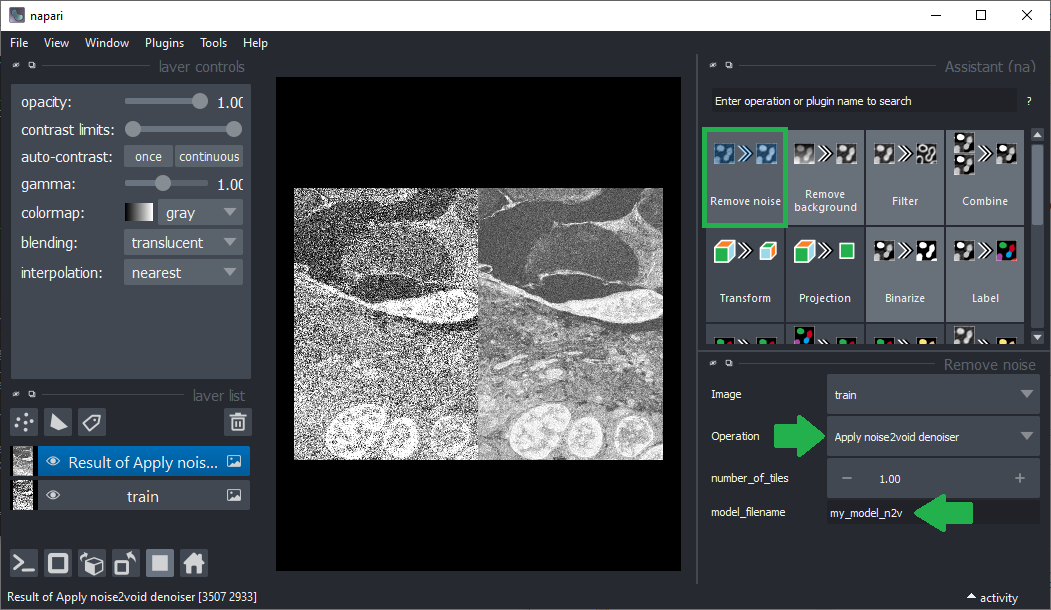 napari
File View Window Plugins Tools Help
layer controls
opacity: 1.00
contrast limits:
auto-contrast: once continuous
gamma: 1.00
colormap: gray
blending: translucent
interpolation: nearest
layer list
Result of Apply nois...
train
Result of Apply noise2void denoiser [3507 2933]
Assistant (na)
Enter operation or plugin name to search ?
Remove noise
Remove background
Filter
Combine
Transform
Projection
Binarize
Label
Remove noise
Image train
Operation Apply noise2void denoiser
number_of_tiles − 1.00 +
model_filename my_model_n2v
activity